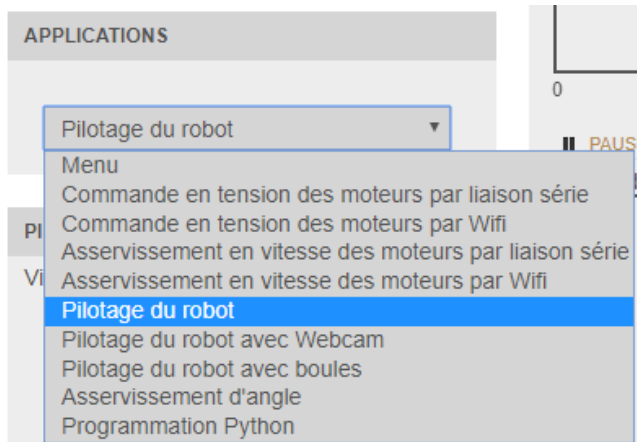 APPLICATIONS
Pilotage du robot
Menu
Commande en tension des moteurs par liaison série
Commande en tension des moteurs par Wifi
Asservissement en vitesse des moteurs par liaison série
Asservissement en vitesse des moteurs par Wifi
Pilotage du robot
Pilotage du robot avec Webcam
Pilotage du robot avec boules
Asservissement d'angle
Programmation Python
PI
Vi
0
PAUS